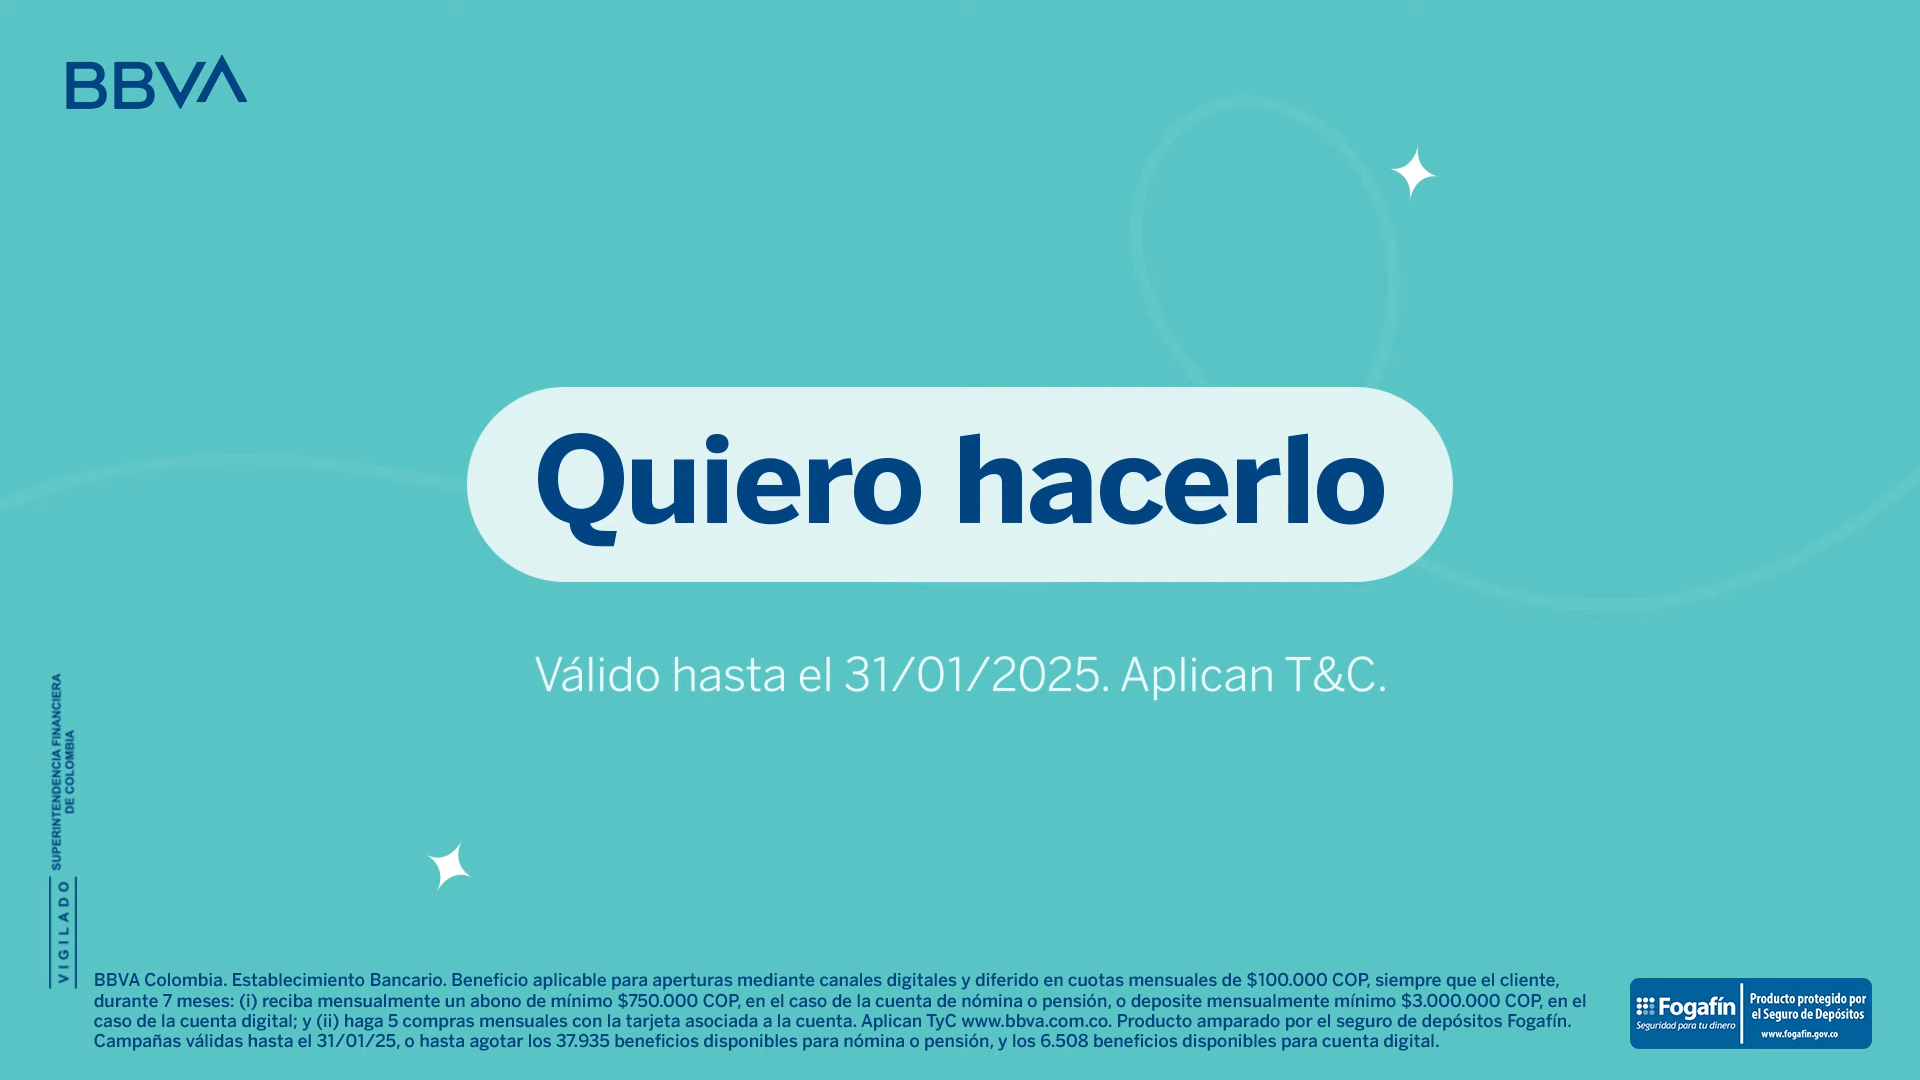 BBVA
Quiero hacerlo
Válido hasta el 31/01/2025. Aplican T&C.
VIGILADO
SUPERINTENDENCIA FINANCIERA
DE COLOMBIA
BBVA Colombia. Establecimiento Bancario. Beneficio aplicable para aperturas mediante canales digitales y diferido en cuotas mensuales de $100.000 COP, siempre que el cliente,
durante 7 meses: (i) reciba mensualmente un abono de mínimo $750.000 COP, en el caso de la cuenta de nómina o pensión, o deposite mensualmente mínimo $3.000.000 COP, en el
caso de la cuenta digital; y (ii) haga 5 compras mensuales con la tarjeta asociada a la cuenta. Aplican TyC www.bbva.com.co. Producto amparado por el seguro de depósitos Fogafín.
Campañas válidas hasta el 31/01/25, o hasta agotar los 37.935 beneficios disponibles para nómina o pensión, y los 6.508 beneficios disponibles para cuenta digital.
Fogafín
Seguridad para tu dinero
Producto protegido por
el Seguro de Depósitos
www.fogafin.gov.co